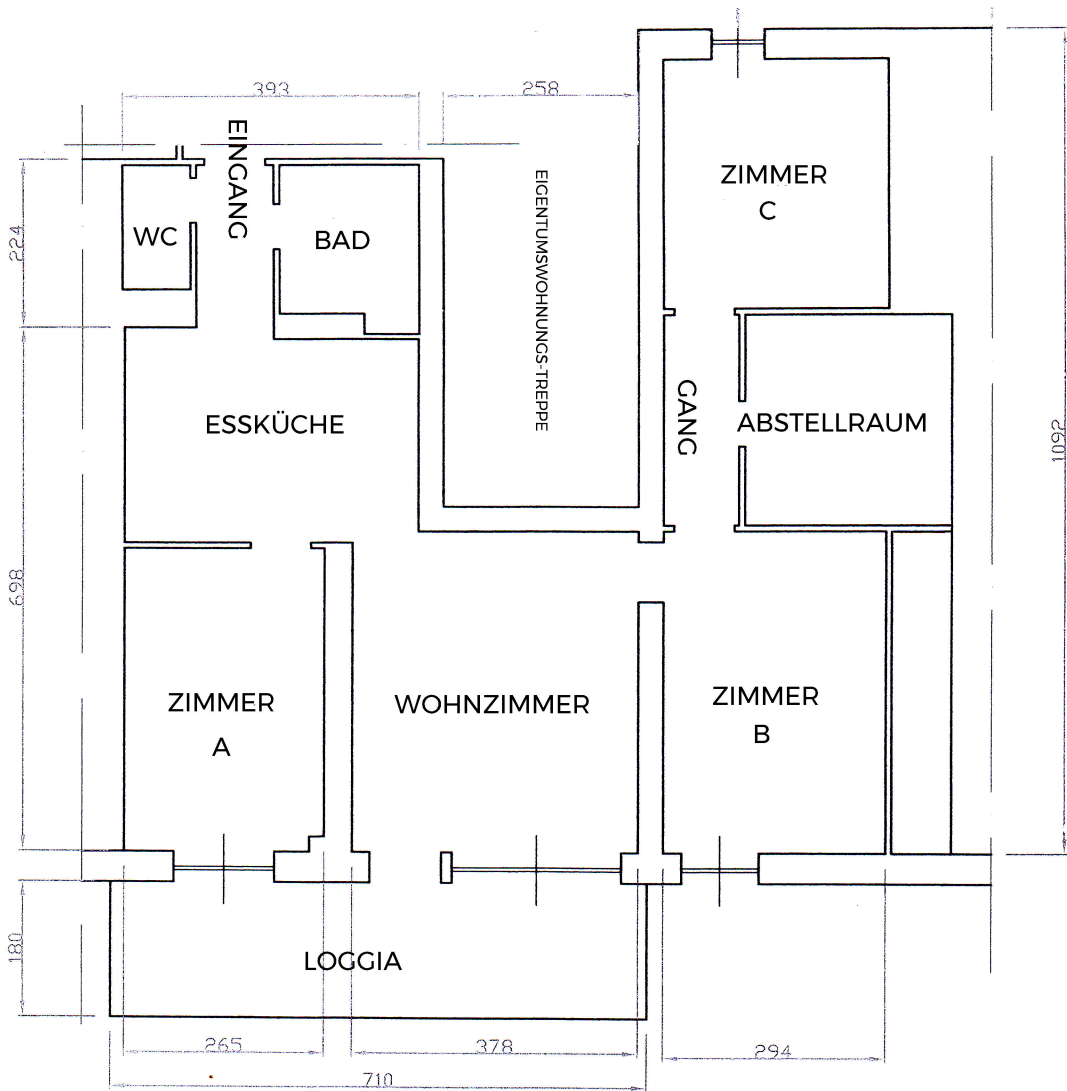 393
258
EINGANG
ZIMMER
C
EIGENTUMSWOHNUNGS-TREPPE
WC
BAD
224
GANG
ESSKÜCHE
ABSTELLRAUM
1092
698
ZIMMER
A
WOHNZIMMER
ZIMMER
B
180
LOGGIA
265
378
294
710